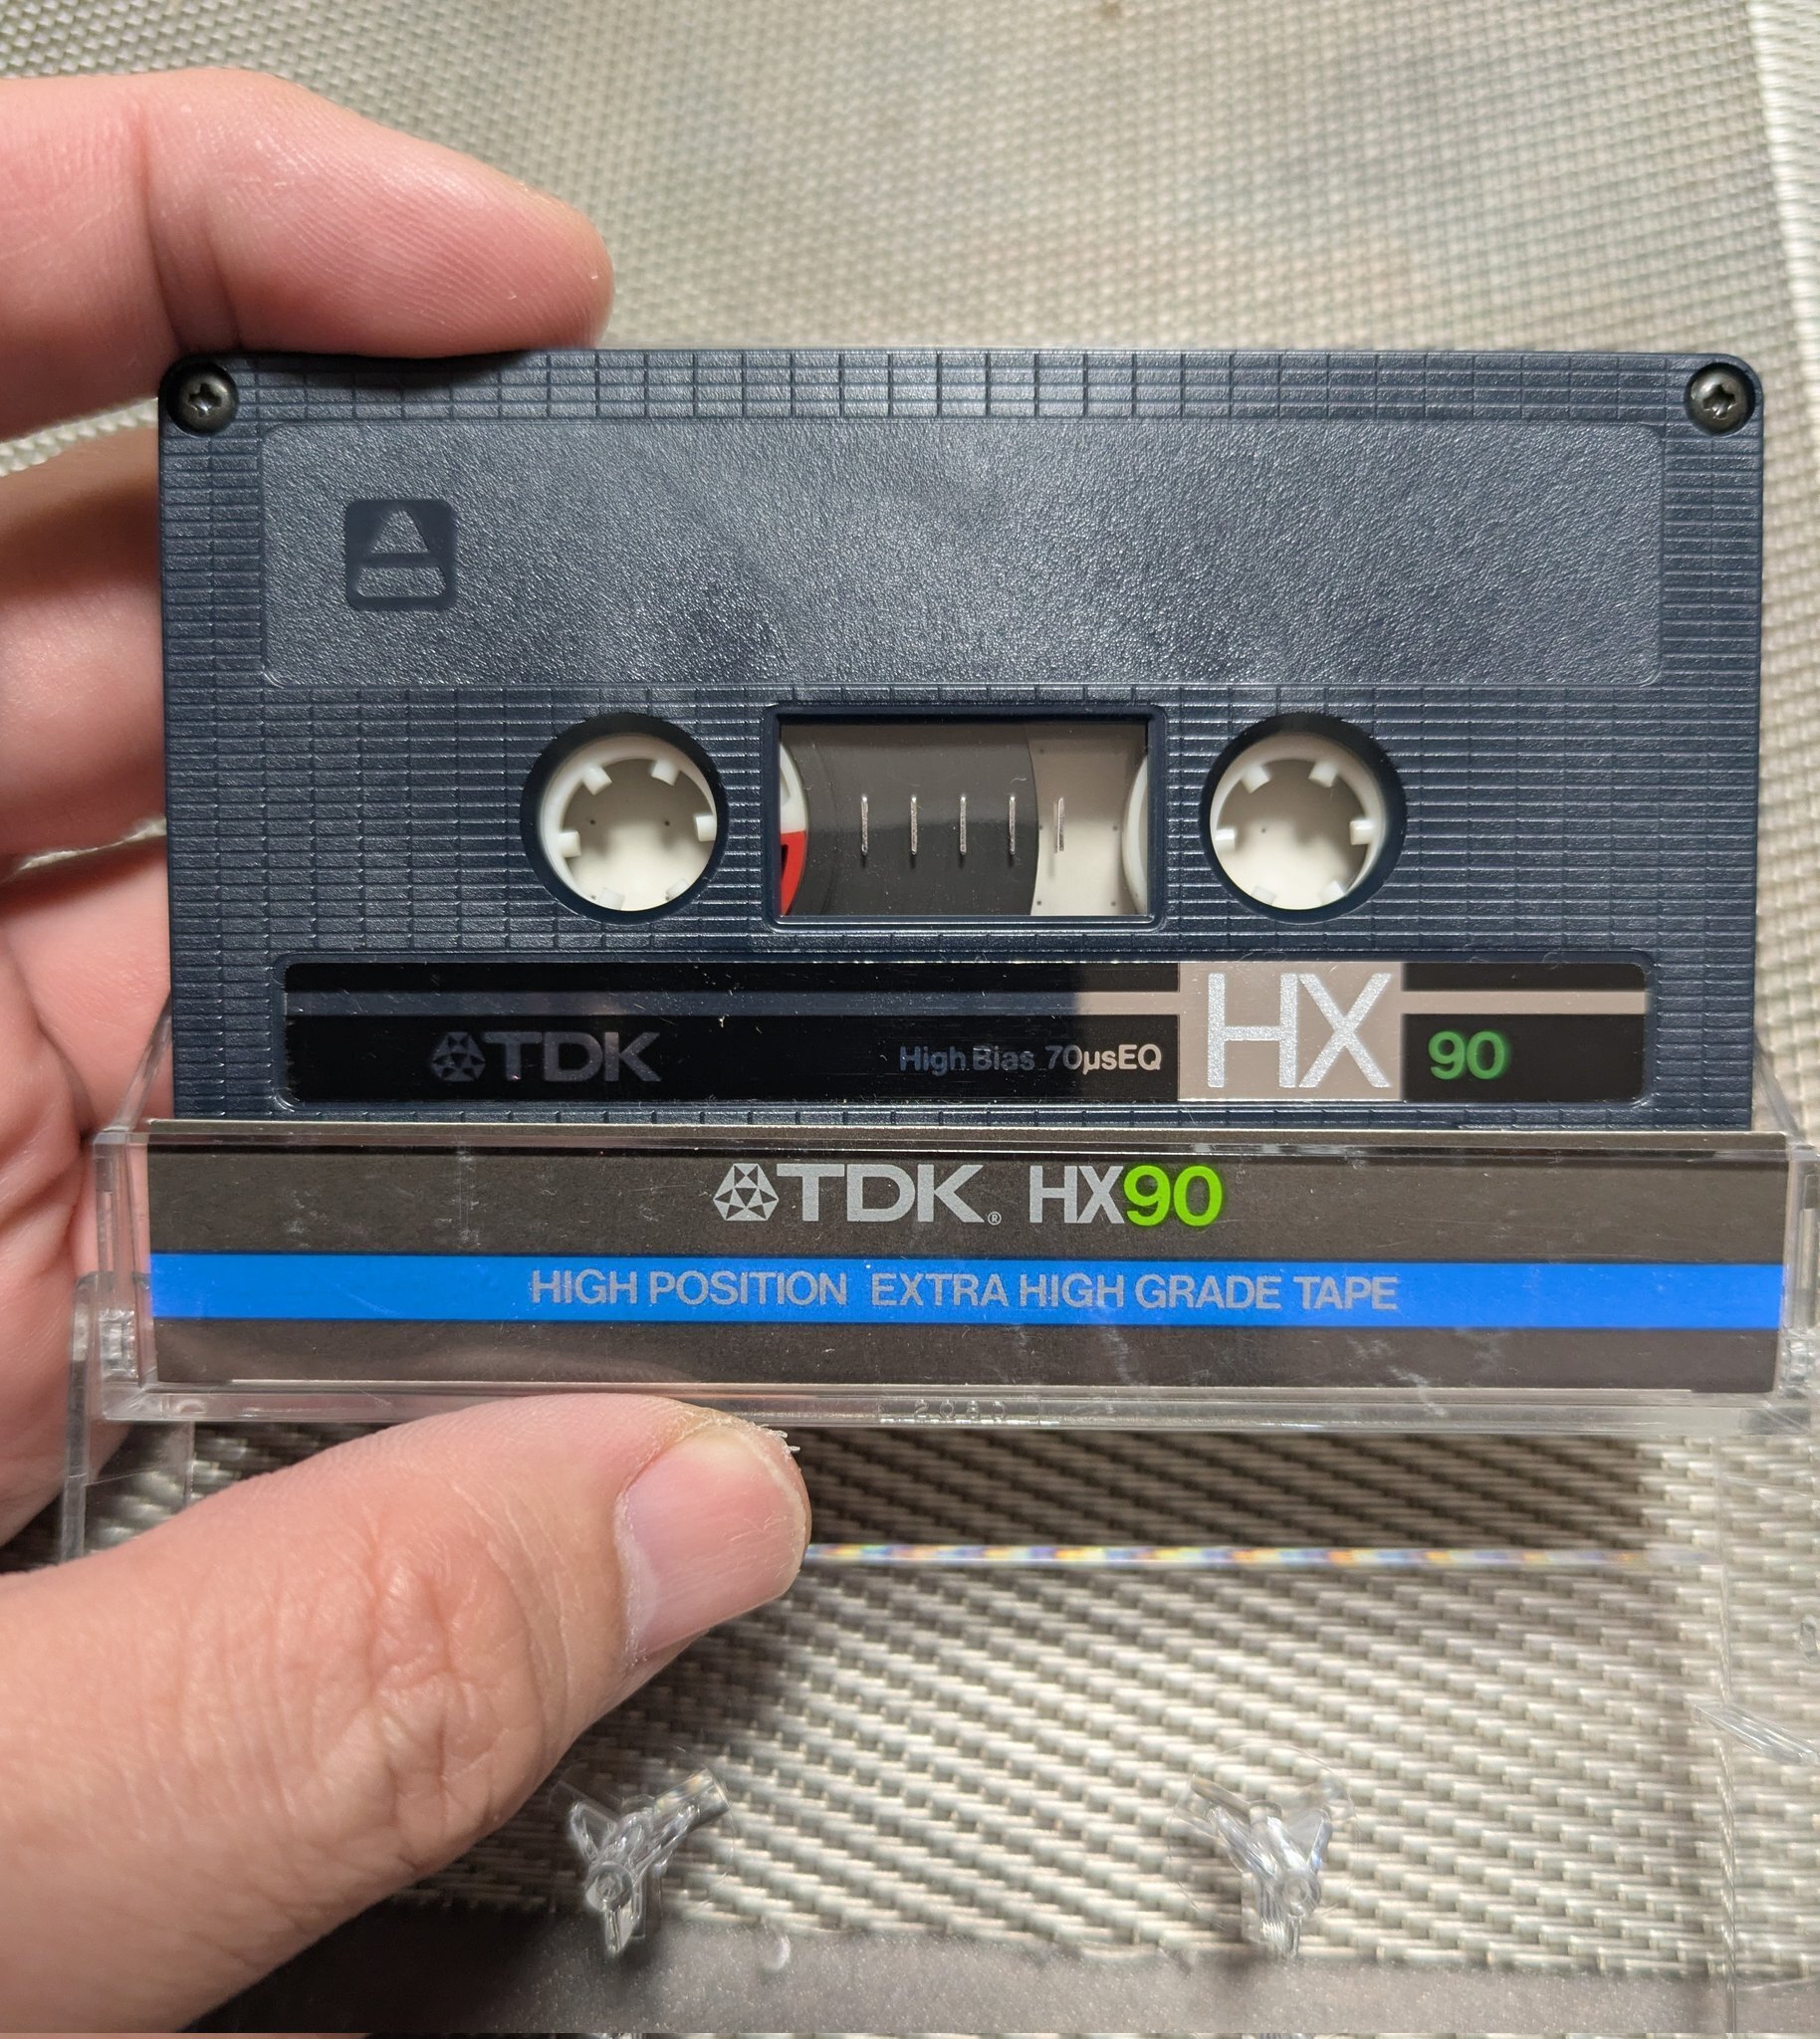 A
TDK High Bias 70µsEQ HX 90
TDK® HX90
HIGH POSITION EXTRA HIGH GRADE TAPE